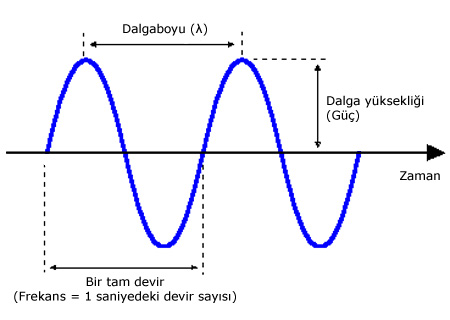 Dalgaboyu (λ)
Dalga yüksekliği
(Güç)
Zaman
Bir tam devir
(Frekans = 1 saniyedeki devir sayısı)